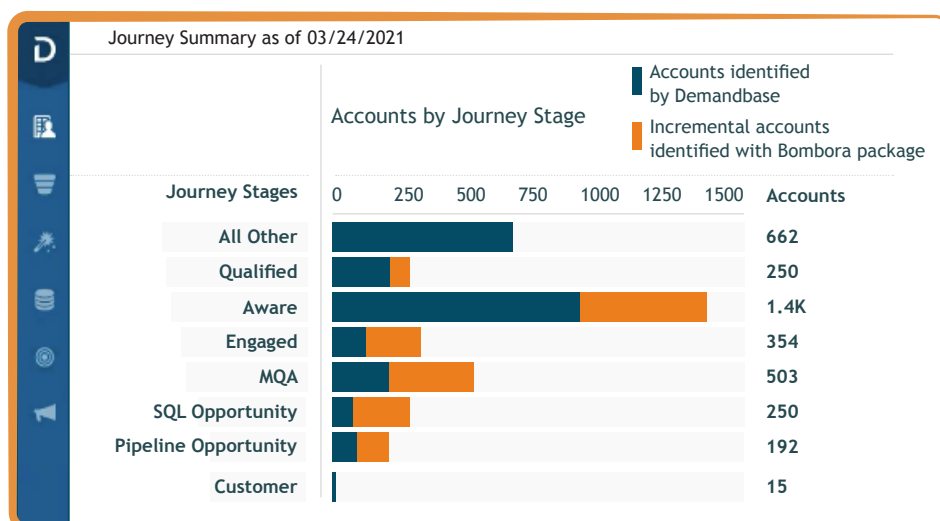 D
Journey Summary as of 03/24/2021
Accounts by Journey Stage
Accounts identified
by Demandbase
Incremental accounts
identified with Bombora package
Journey Stages 0 250 500 750 1000 1250 1500 Accounts
All Other 662
Qualified 250
Aware 1.4K
Engaged 354
MQA 503
SQL Opportunity 250
Pipeline Opportunity 192
Customer 15